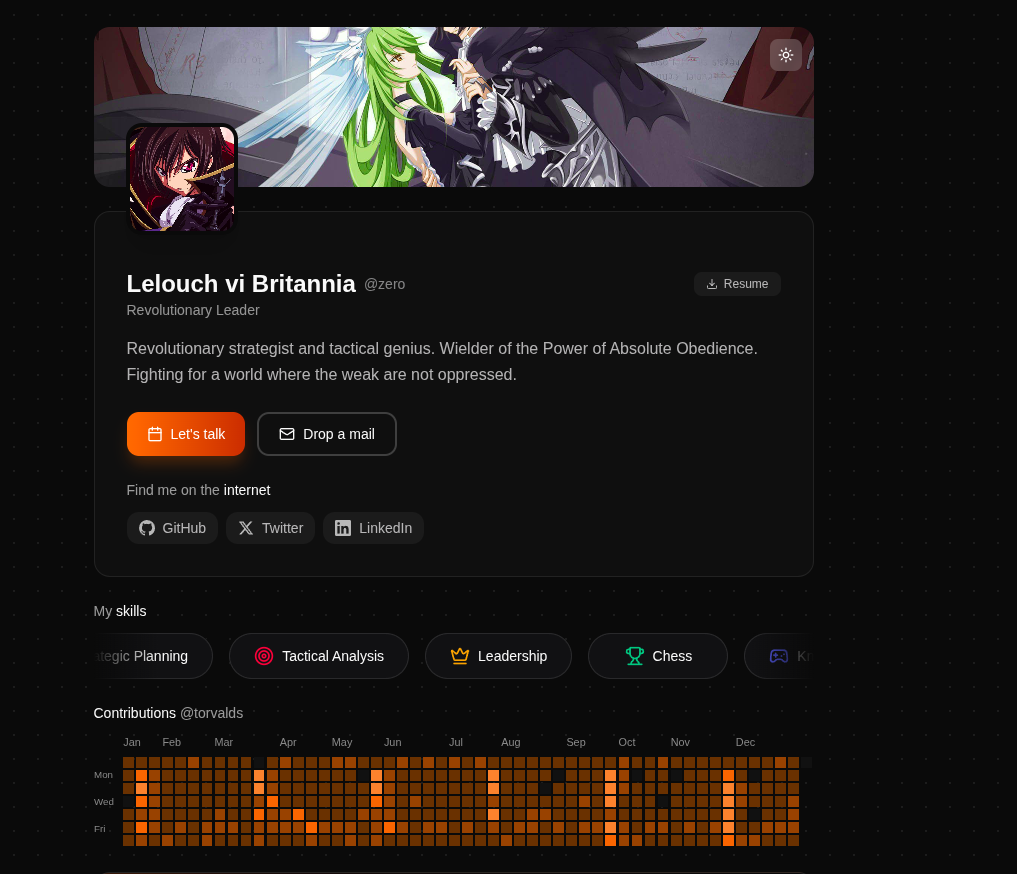 Lelouch vi Britannia @zero
Resume
Revolutionary Leader
Revolutionary strategist and tactical genius. Wielder of the Power of Absolute Obedience.
Fighting for a world where the weak are not oppressed.
Let's talk
Drop a mail
Find me on the internet
GitHub
Twitter
LinkedIn
My skills
Planning
Tactical Analysis
Leadership
Chess
Contributions @torvalds
Jan Feb Mar Apr May Jun Jul Aug Sep Oct Nov Dec
Mon
Wed
Fri